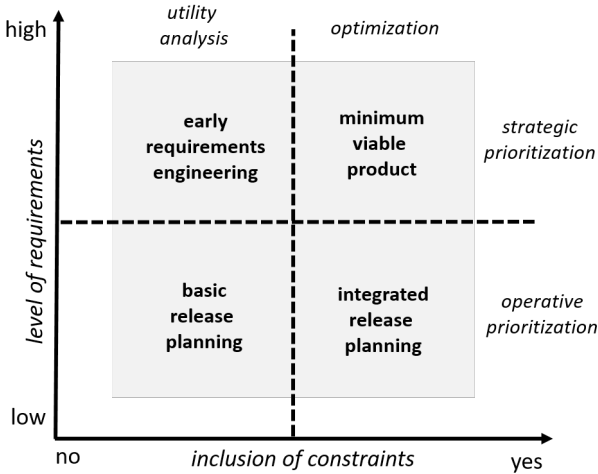 high
utility
analysis
optimization
early
requirements
engineering
minimum
viable
product
strategic
prioritization
level of requirements
basic
release
planning
integrated
release
planning
operative
prioritization
low
no
inclusion of constraints
yes